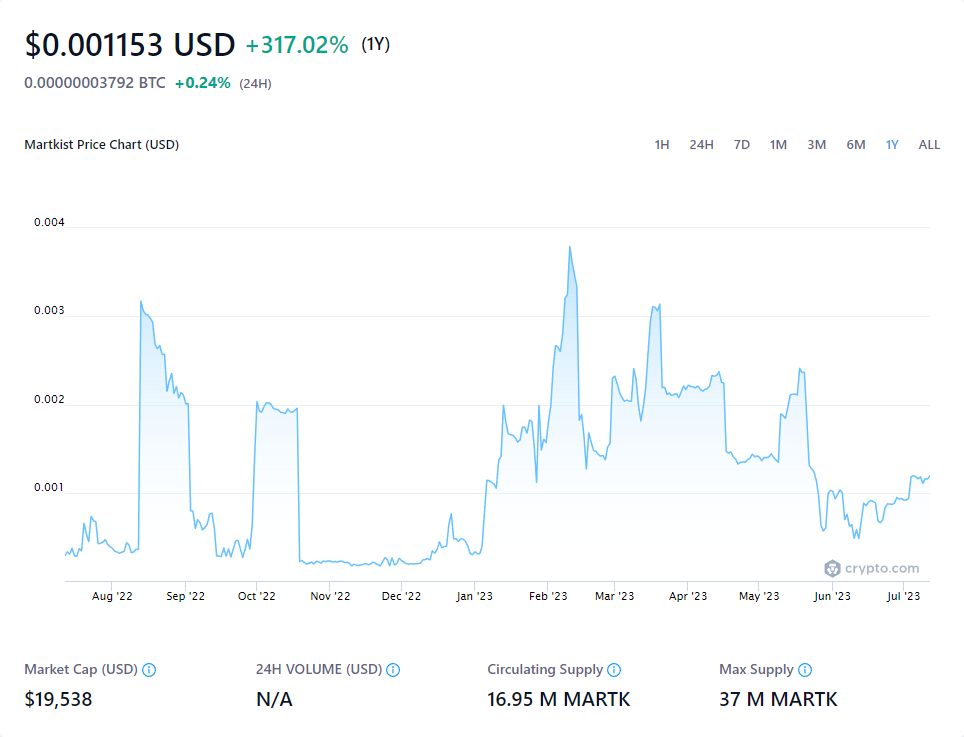 $0.001153 USD +317.02% (1Y)
0.00000003792 BTC +0.24% (24H)
Martkist Price Chart (USD) 1H 24H 7D 1M 3M 6M 1Y ALL
0.004
0.003
0.002
0.001
crypto.com
Aug '22 Sep '22 Oct '22 Nov '22 Dec '22 Jan '23 Feb '23 Mar '23 Apr '23 May '23 Jun '23 Jul '23
Market Cap (USD) 24H VOLUME (USD) Circulating Supply Max Supply
$19,538 N/A 16.95 M MARTK 37 M MARTK